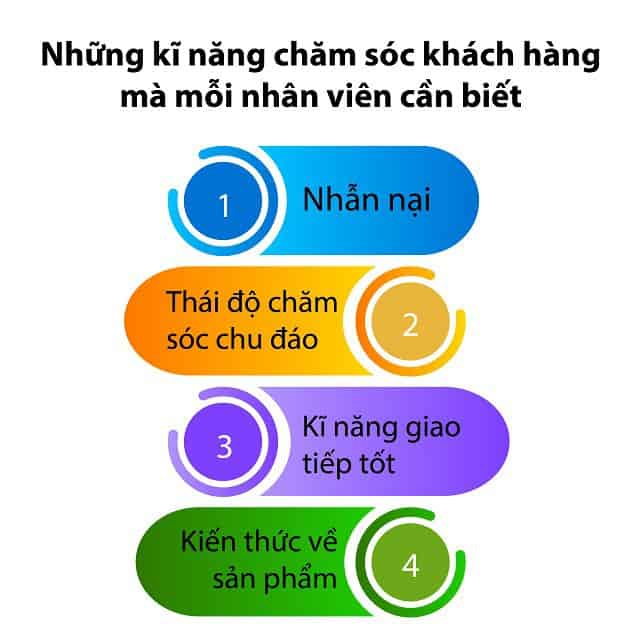 Những kĩ năng chăm sóc khách hàng
mà mỗi nhân viên cần biết
1
Nhẫn nại
Thái độ chăm
sóc chu đáo
2
3
Kĩ năng giao
tiếp tốt
Kiến thức về
sản phẩm
4